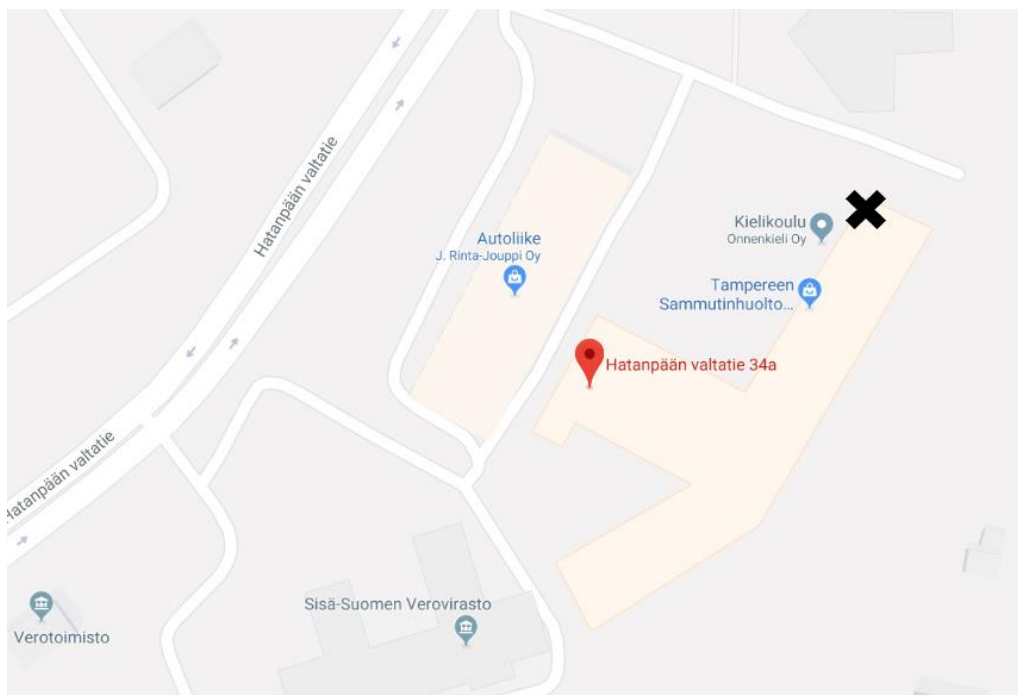 Hatanpään valtatie
Kielikoulu
Onnenkieli Oy
Autoliike
J. Rinta-Jouppi Oy
Tampereen
Sammutinhuolto...
Hatanpään valtatie 34a
Hatanpään valtatie
Sisä-Suomen Verovirasto
Verotoimisto